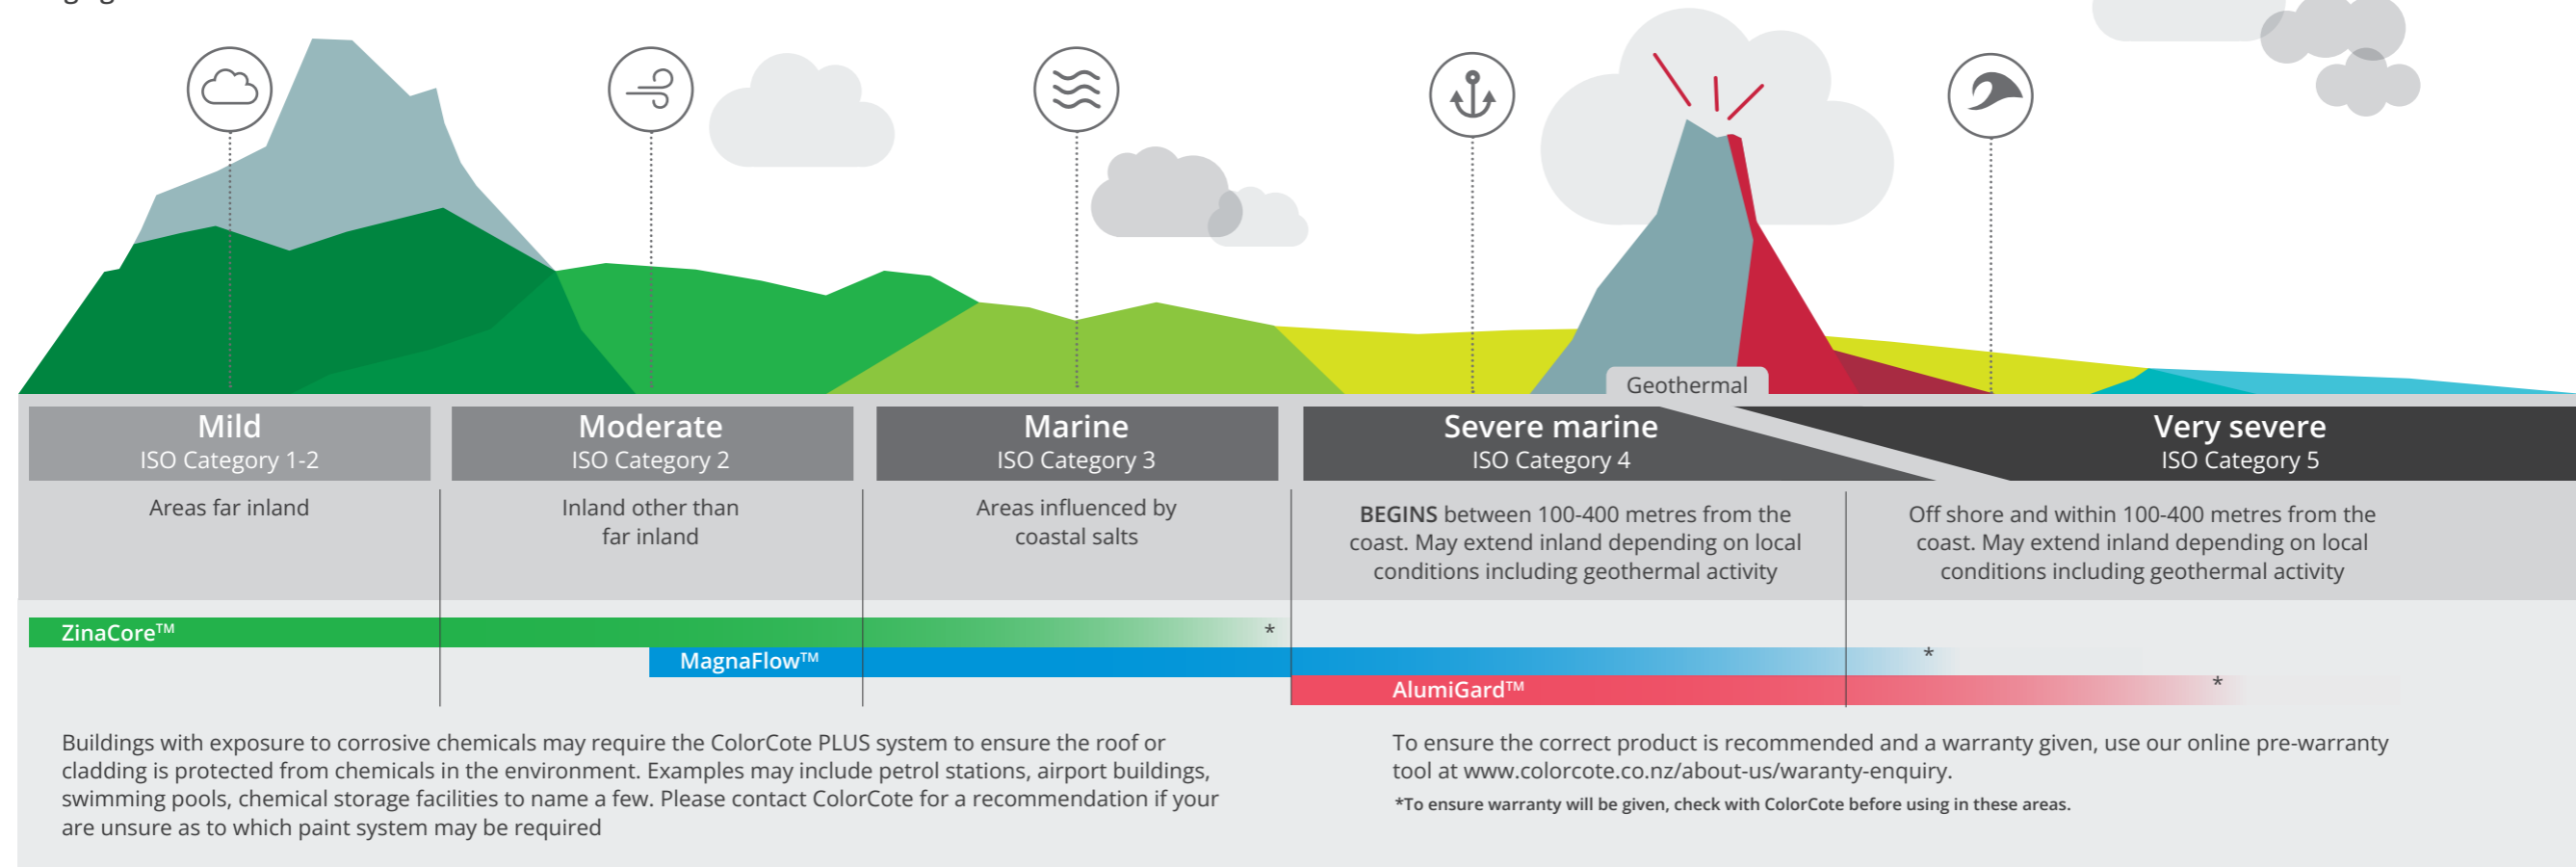 Geothermal
Mild
ISO Category 1-2
Moderate
ISO Category 2
Marine
ISO Category 3
Severe marine
ISO Category 4
Very severe
ISO Category 5
Areas far inland
Inland other than
far inland
Areas influenced by
coastal salts
BEGINS between 100-400 metres from the
coast. May extend inland depending on local
conditions including geothermal activity
Off shore and within 100-400 metres from the
coast. May extend inland depending on local
conditions including geothermal activity
ZinaCore™
*
MagnaFlow™
*
AlumiGard™
*
Buildings with exposure to corrosive chemicals may require the ColorCote PLUS system to ensure the roof or
cladding is protected from chemicals in the environment. Examples may include petrol stations, airport buildings,
swimming pools, chemical storage facilities to name a few. Please contact ColorCote for a recommendation if your
are unsure as to which paint system may be required
To ensure the correct product is recommended and a warranty given, use our online pre-warranty
tool at www.colorcote.co.nz/about-us/waranty-enquiry.
*To ensure warranty will be given, check with ColorCote before using in these areas.